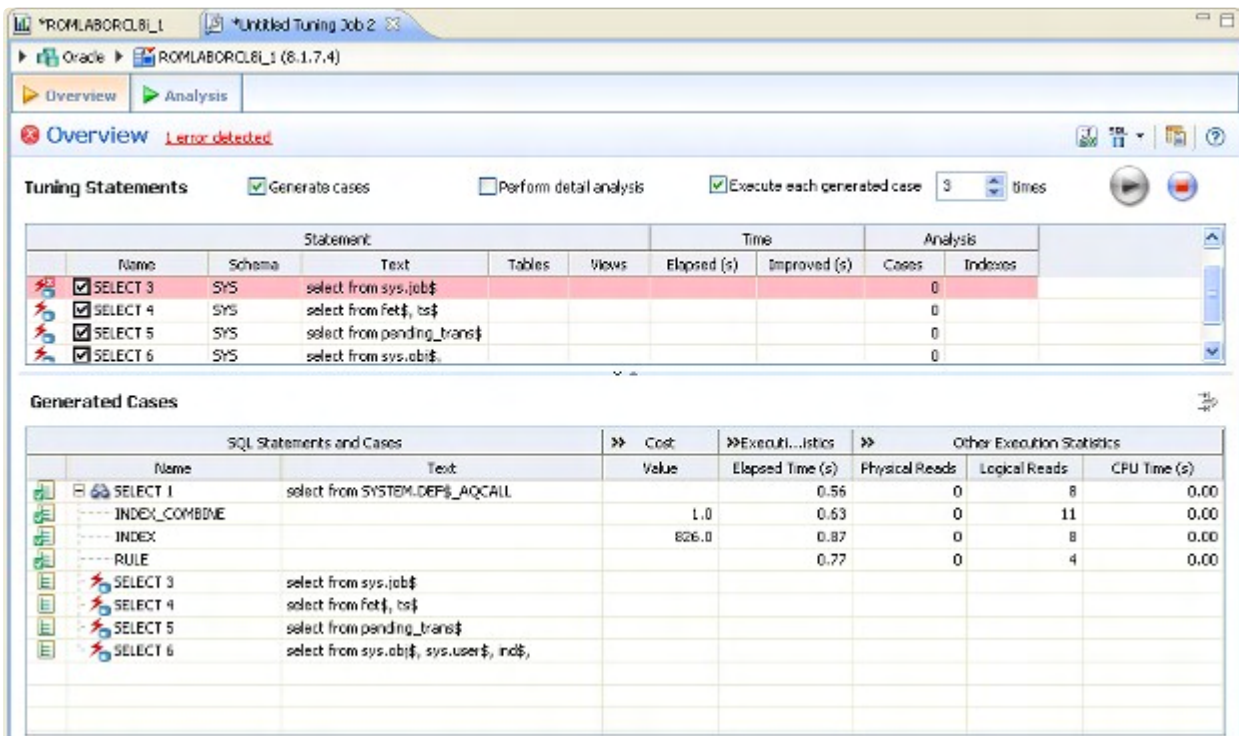 *ROMLABORCL8i_1 *Untitled Tuning Job 2
Oracle ROMLABORCL8i_1 (8.1.7.4)
Overview Analysis
Overview 1 error detected
Tuning Statements Generate cases Perform detail analysis Execute each generated case 3 times
Statement Time Analysis
Name Schema Text Tables Views Elapsed (s) Improved (s) Cases Indexes
SELECT 3 SYS select from sys.job$ 0
SELECT 4 SYS select from fet$, ts$ 0
SELECT 5 SYS select from pending_trans$ 0
SELECT 6 SYS select from sys.obj$, 0
Generated Cases
SQL Statements and Cases » Cost »Executi...istics » Other Execution Statistics
Name Text Value Elapsed Time (s) Physical Reads Logical Reads CPU Time (s)
SELECT 1 select from SYSTEM.DEF$_AQCALL 0.56 0 8 0.00
INDEX_COMBINE 1.0 0.63 0 11 0.00
INDEX 826.0 0.87 0 8 0.00
RULE 0.77 0 4 0.00
SELECT 3 select from sys.job$
SELECT 4 select from fet$, ts$
SELECT 5 select from pending_trans$
SELECT 6 select from sys.obj$, sys.user$, ind$,